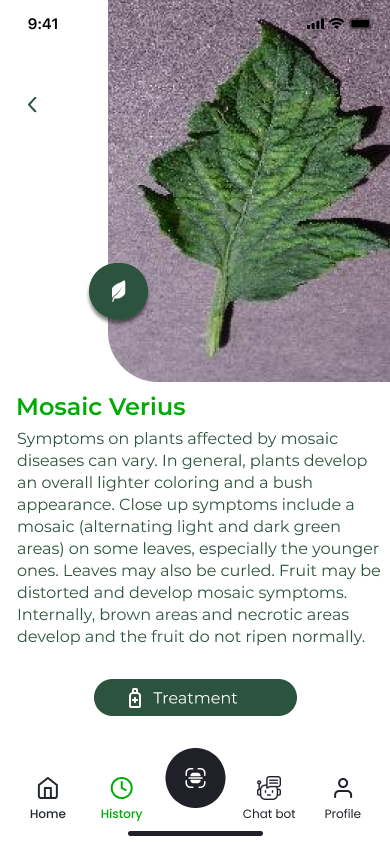 9:41
Mosaic Verius
Symptoms on plants affected by mosaic
diseases can vary. In general, plants develop
an overall lighter coloring and a bush
appearance. Close up symptoms include a
mosaic (alternating light and dark green
areas) on some leaves, especially the younger
ones. Leaves may also be curled. Fruit may be
distorted and develop mosaic symptoms.
Internally, brown areas and necrotic areas
develop and the fruit do not ripen normally.
Treatment
Home
History
Chat bot
Profile